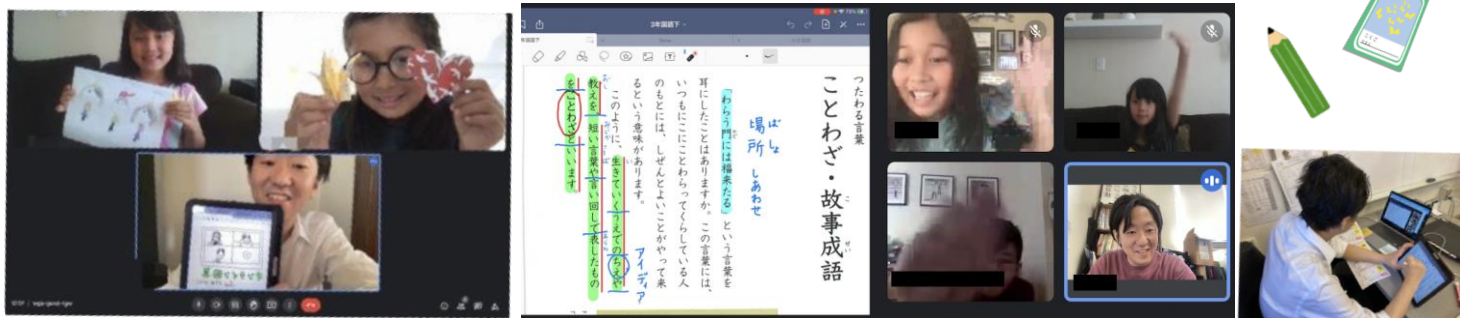 3年国語下
つたわる言葉
ことわざ・故事成語
ばしょ
場所
しあわせ
「わらう門には福来たる」という言葉を
耳にしたことはありますか。この言葉には、
いつもにこにことわらってくらしている人
のもとには、しぜんとよいことがやって来
るという意味があります。
アイディア
このように、生きていくうえでのちえや
教えを、短い言葉や言い回しで表したもの
をことわざといいます。